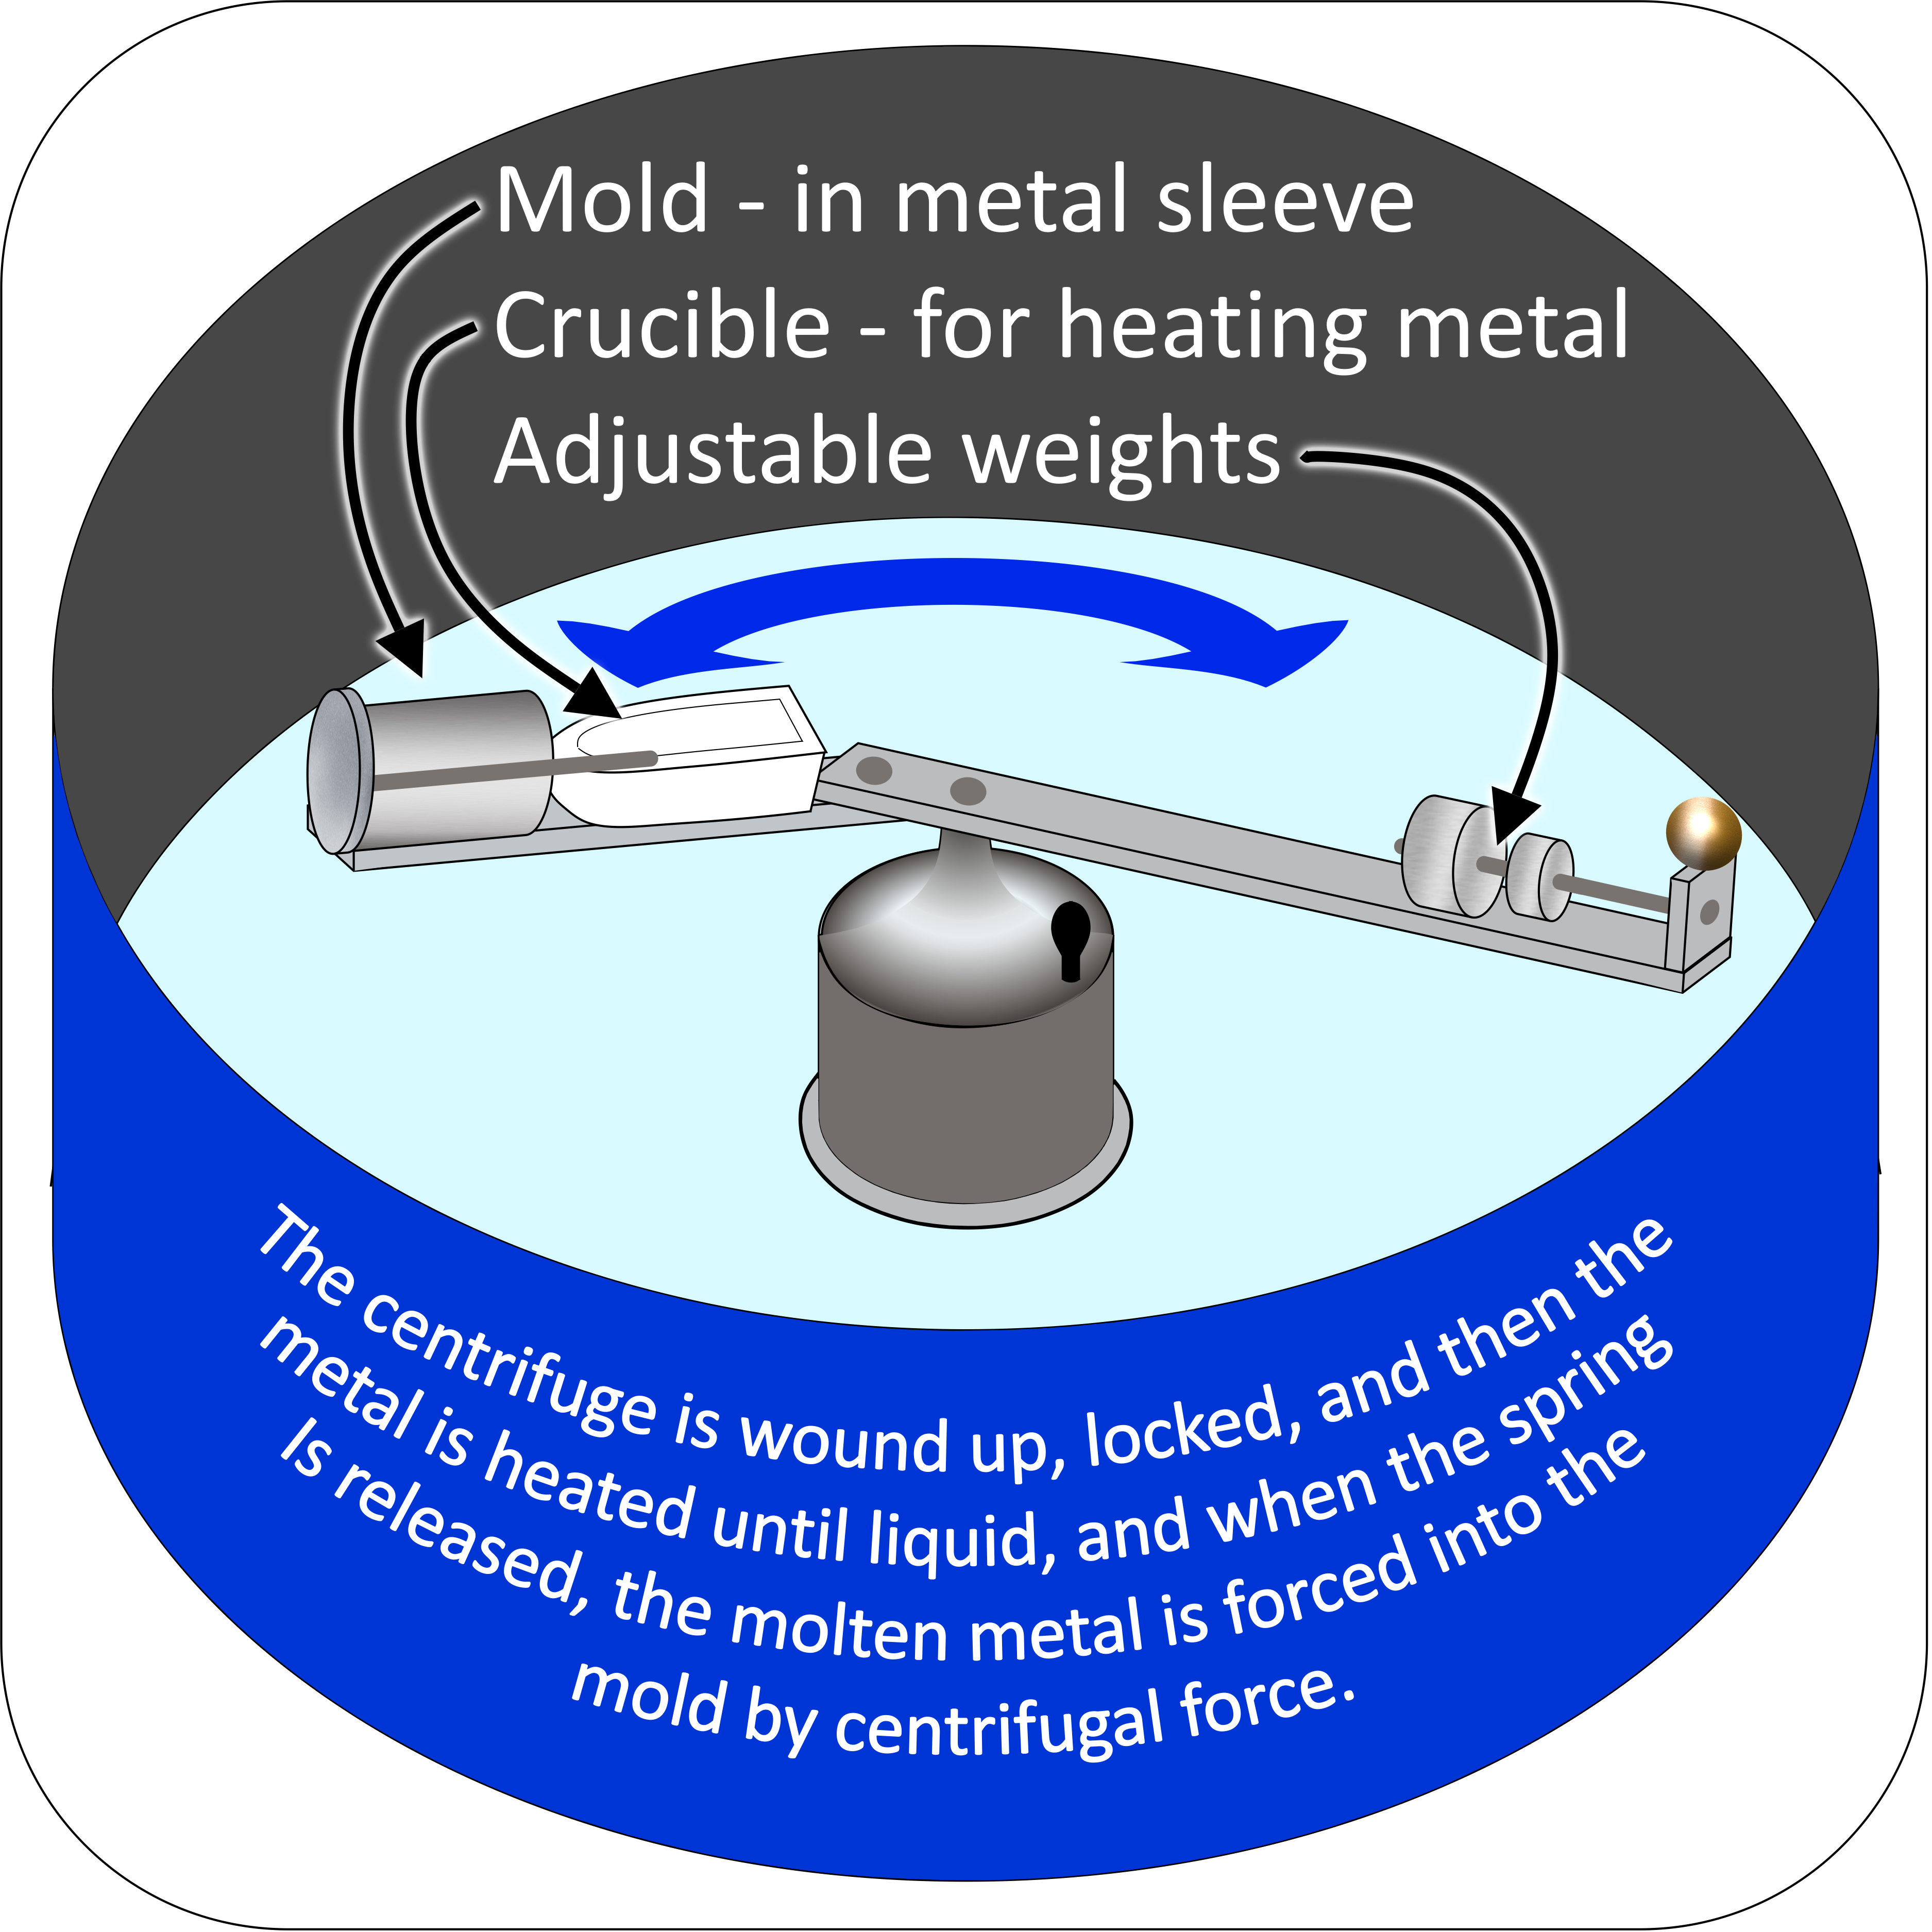 Mold - in metal sleeve
Crucible - for heating metal
Adjustable weights
The centrifuge is wound up, locked, and then the
metal is heated until liquid, and when the spring
Is released, the molten metal is forced into the
mold by centrifugal force.